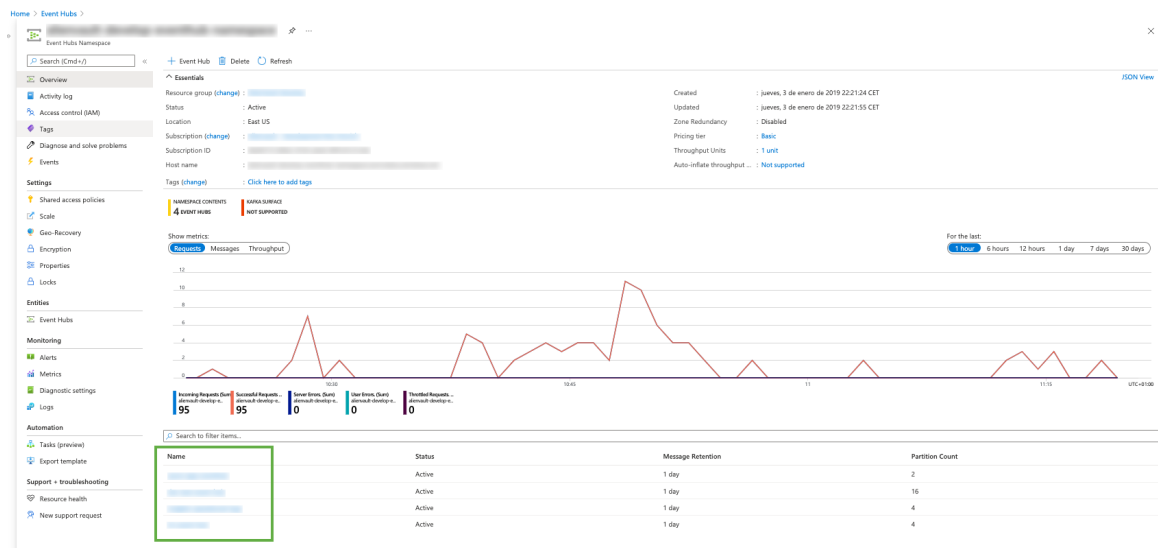 Home > Event Hubs >
Event Hubs Namespace
Search (Cmd+/)
Overview
Activity log
Access control (IAM)
Tags
Diagnose and solve problems
Events
Settings
Shared access policies
Scale
Geo-Recovery
Encryption
Properties
Locks
Entities
Event Hubs
Monitoring
Alerts
Metrics
Diagnostic settings
Logs
Automation
Tasks (preview)
Export template
Support + troubleshooting
Resource health
New support request
+ Event Hub Delete Refresh
Essentials JSON View
Resource group (change) :
Status : Active
Location : East US
Subscription (change) :
Subscription ID :
Host name :
Tags (change) : Click here to add tags
Created : jueves, 3 de enero de 2019 22:21:24 CET
Updated : jueves, 3 de enero de 2019 22:21:55 CET
Zone Redundancy : Disabled
Pricing tier : Basic
Throughput Units : 1 unit
Auto-inflate throughput ... : Not supported
NAMESPACE CONTENTS
4 EVENT HUBS
KAFKA SURFACE
NOT SUPPORTED
Show metrics:
Requests Messages Throughput
For the last:
1 hour 6 hours 12 hours 1 day 7 days 30 days
12
10
8
6
4
2
0
10:30 10:45 11 11:15 UTC+01:00
Incoming Requests (Sum)
alienvault-develop-e..
95
Successful Requests ...
alienvault-develop-e..
95
Server Errors. (Sum)
alienvault-develop-e..
0
User Errors. (Sum)
alienvault-develop-e..
0
Throttled Requests. ...
alienvault-develop-e..
0
Search to filter items...
Name Status Message Retention Partition Count
Active 1 day 2
Active 1 day 16
Active 1 day 4
Active 1 day 4